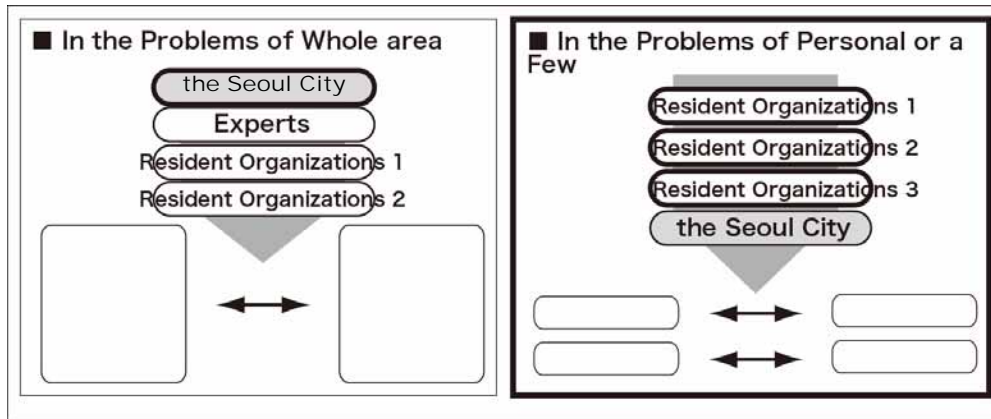 ■ In the Problems of Whole area
the Seoul City
Experts
Resident Organizations 1
Resident Organizations 2
■ In the Problems of Personal or a
Few
Resident Organizations 1
Resident Organizations 2
Resident Organizations 3
the Seoul City